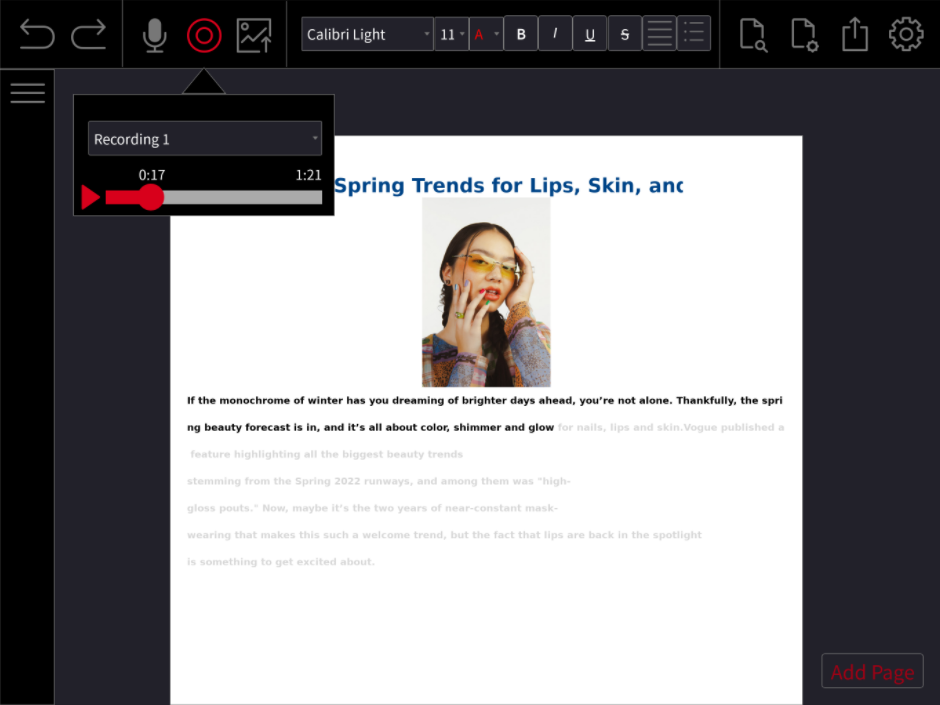 Calibri Light 11 A B I U S
Recording 1
0:17 1:21
Spring Trends for Lips, Skin, and
If the monochrome of winter has you dreaming of brighter days ahead, you’re not alone. Thankfully, the spri
ng beauty forecast is in, and it’s all about color, shimmer and glow for nails, lips and skin.Vogue published a
feature highlighting all the biggest beauty trends
stemming from the Spring 2022 runways, and among them was "high-
gloss pouts." Now, maybe it’s the two years of near-constant mask-
wearing that makes this such a welcome trend, but the fact that lips are back in the spotlight
is something to get excited about.
Add Page